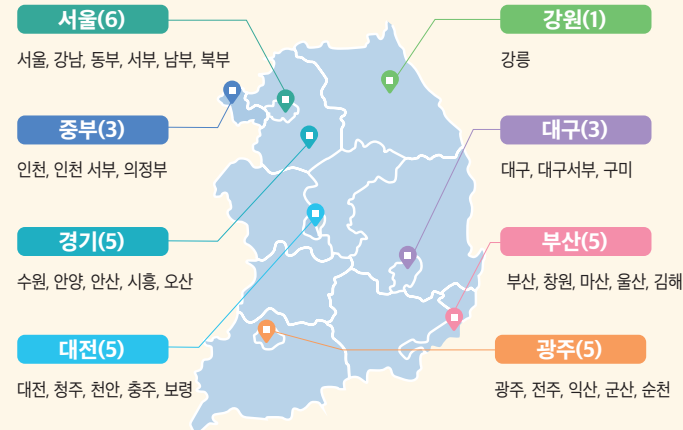 서울(6)
서울, 강남, 동부, 서부, 남부, 북부
중부(3)
인천, 인천 서부, 의정부
경기(5)
수원, 안양, 안산, 시흥, 오산
대전(5)
대전, 청주, 천안, 충주, 보령
강원(1)
강릉
대구(3)
대구, 대구서부, 구미
부산(5)
부산, 창원, 마산, 울산, 김해
광주(5)
광주, 전주, 익산, 군산, 순천